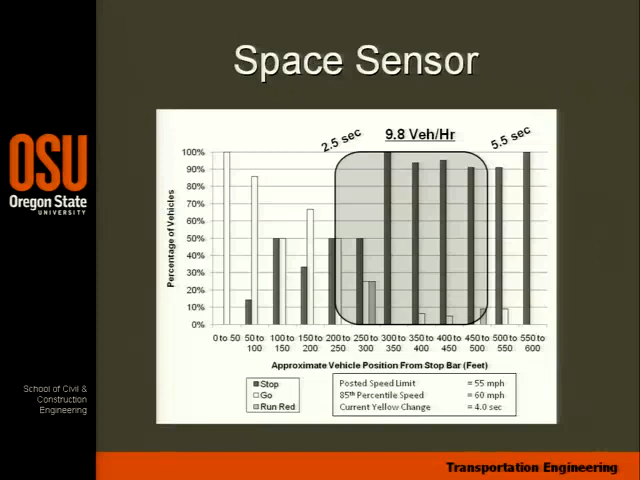 Space Sensor
OSU
Oregon State
UNIVERSITY
School of Civil &
Construction
Engineering
2.5 sec
9.8 Veh/Hr
5.5 sec
Percentage of Vehicles
100%
90%
80%
70%
60%
50%
40%
30%
20%
10%
0%
0 to 50
50 to 100
100 to 150
150 to 200
200 to 250
250 to 300
300 to 350
350 to 400
400 to 450
450 to 500
500 to 550
550 to 600
Approximate Vehicle Position From Stop Bar (Feet)
Stop
Go
Run Red
Posted Speed Limit = 55 mph
85th Percentile Speed = 60 mph
Current Yellow Change = 4.0 sec
Transportation Engineering